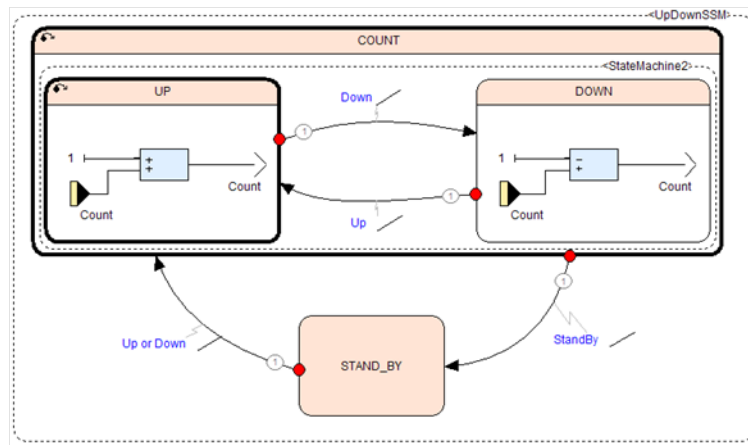 <UpDownSSM>
COUNT
<StateMachine2>
UP
Down
DOWN
1
+
+
Count
Count
1
1
Up
1
−
+
Count
Count
1
Up or Down
1
STAND_BY
StandBy